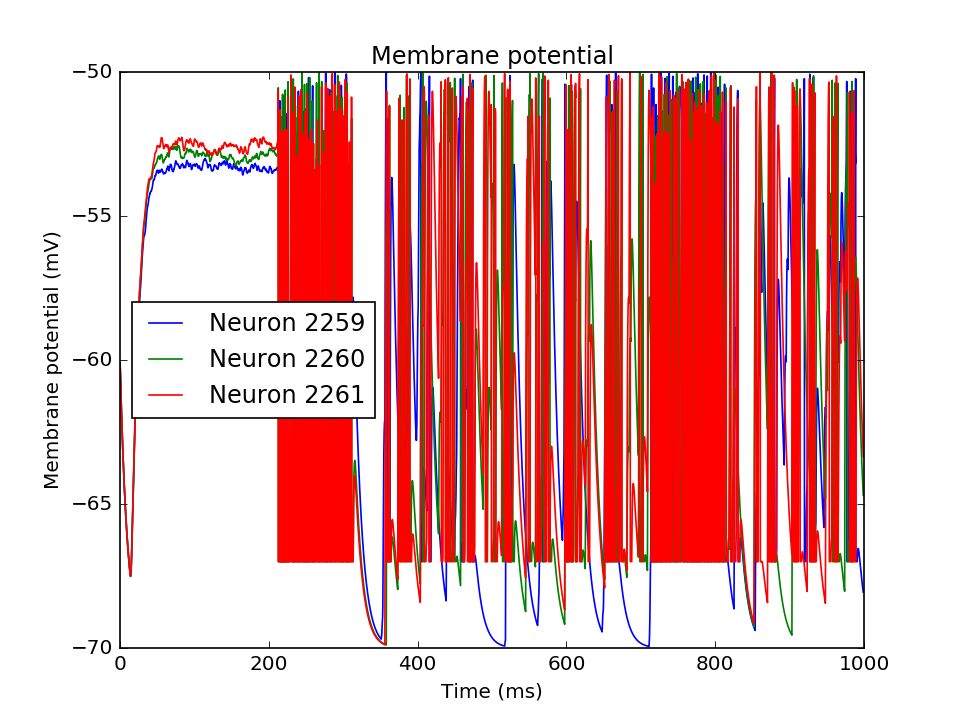 Membrane potential
−50
−55
−60
−65
−70
Membrane potential (mV)
Neuron 2259
Neuron 2260
Neuron 2261
0 200 400 600 800 1000
Time (ms)